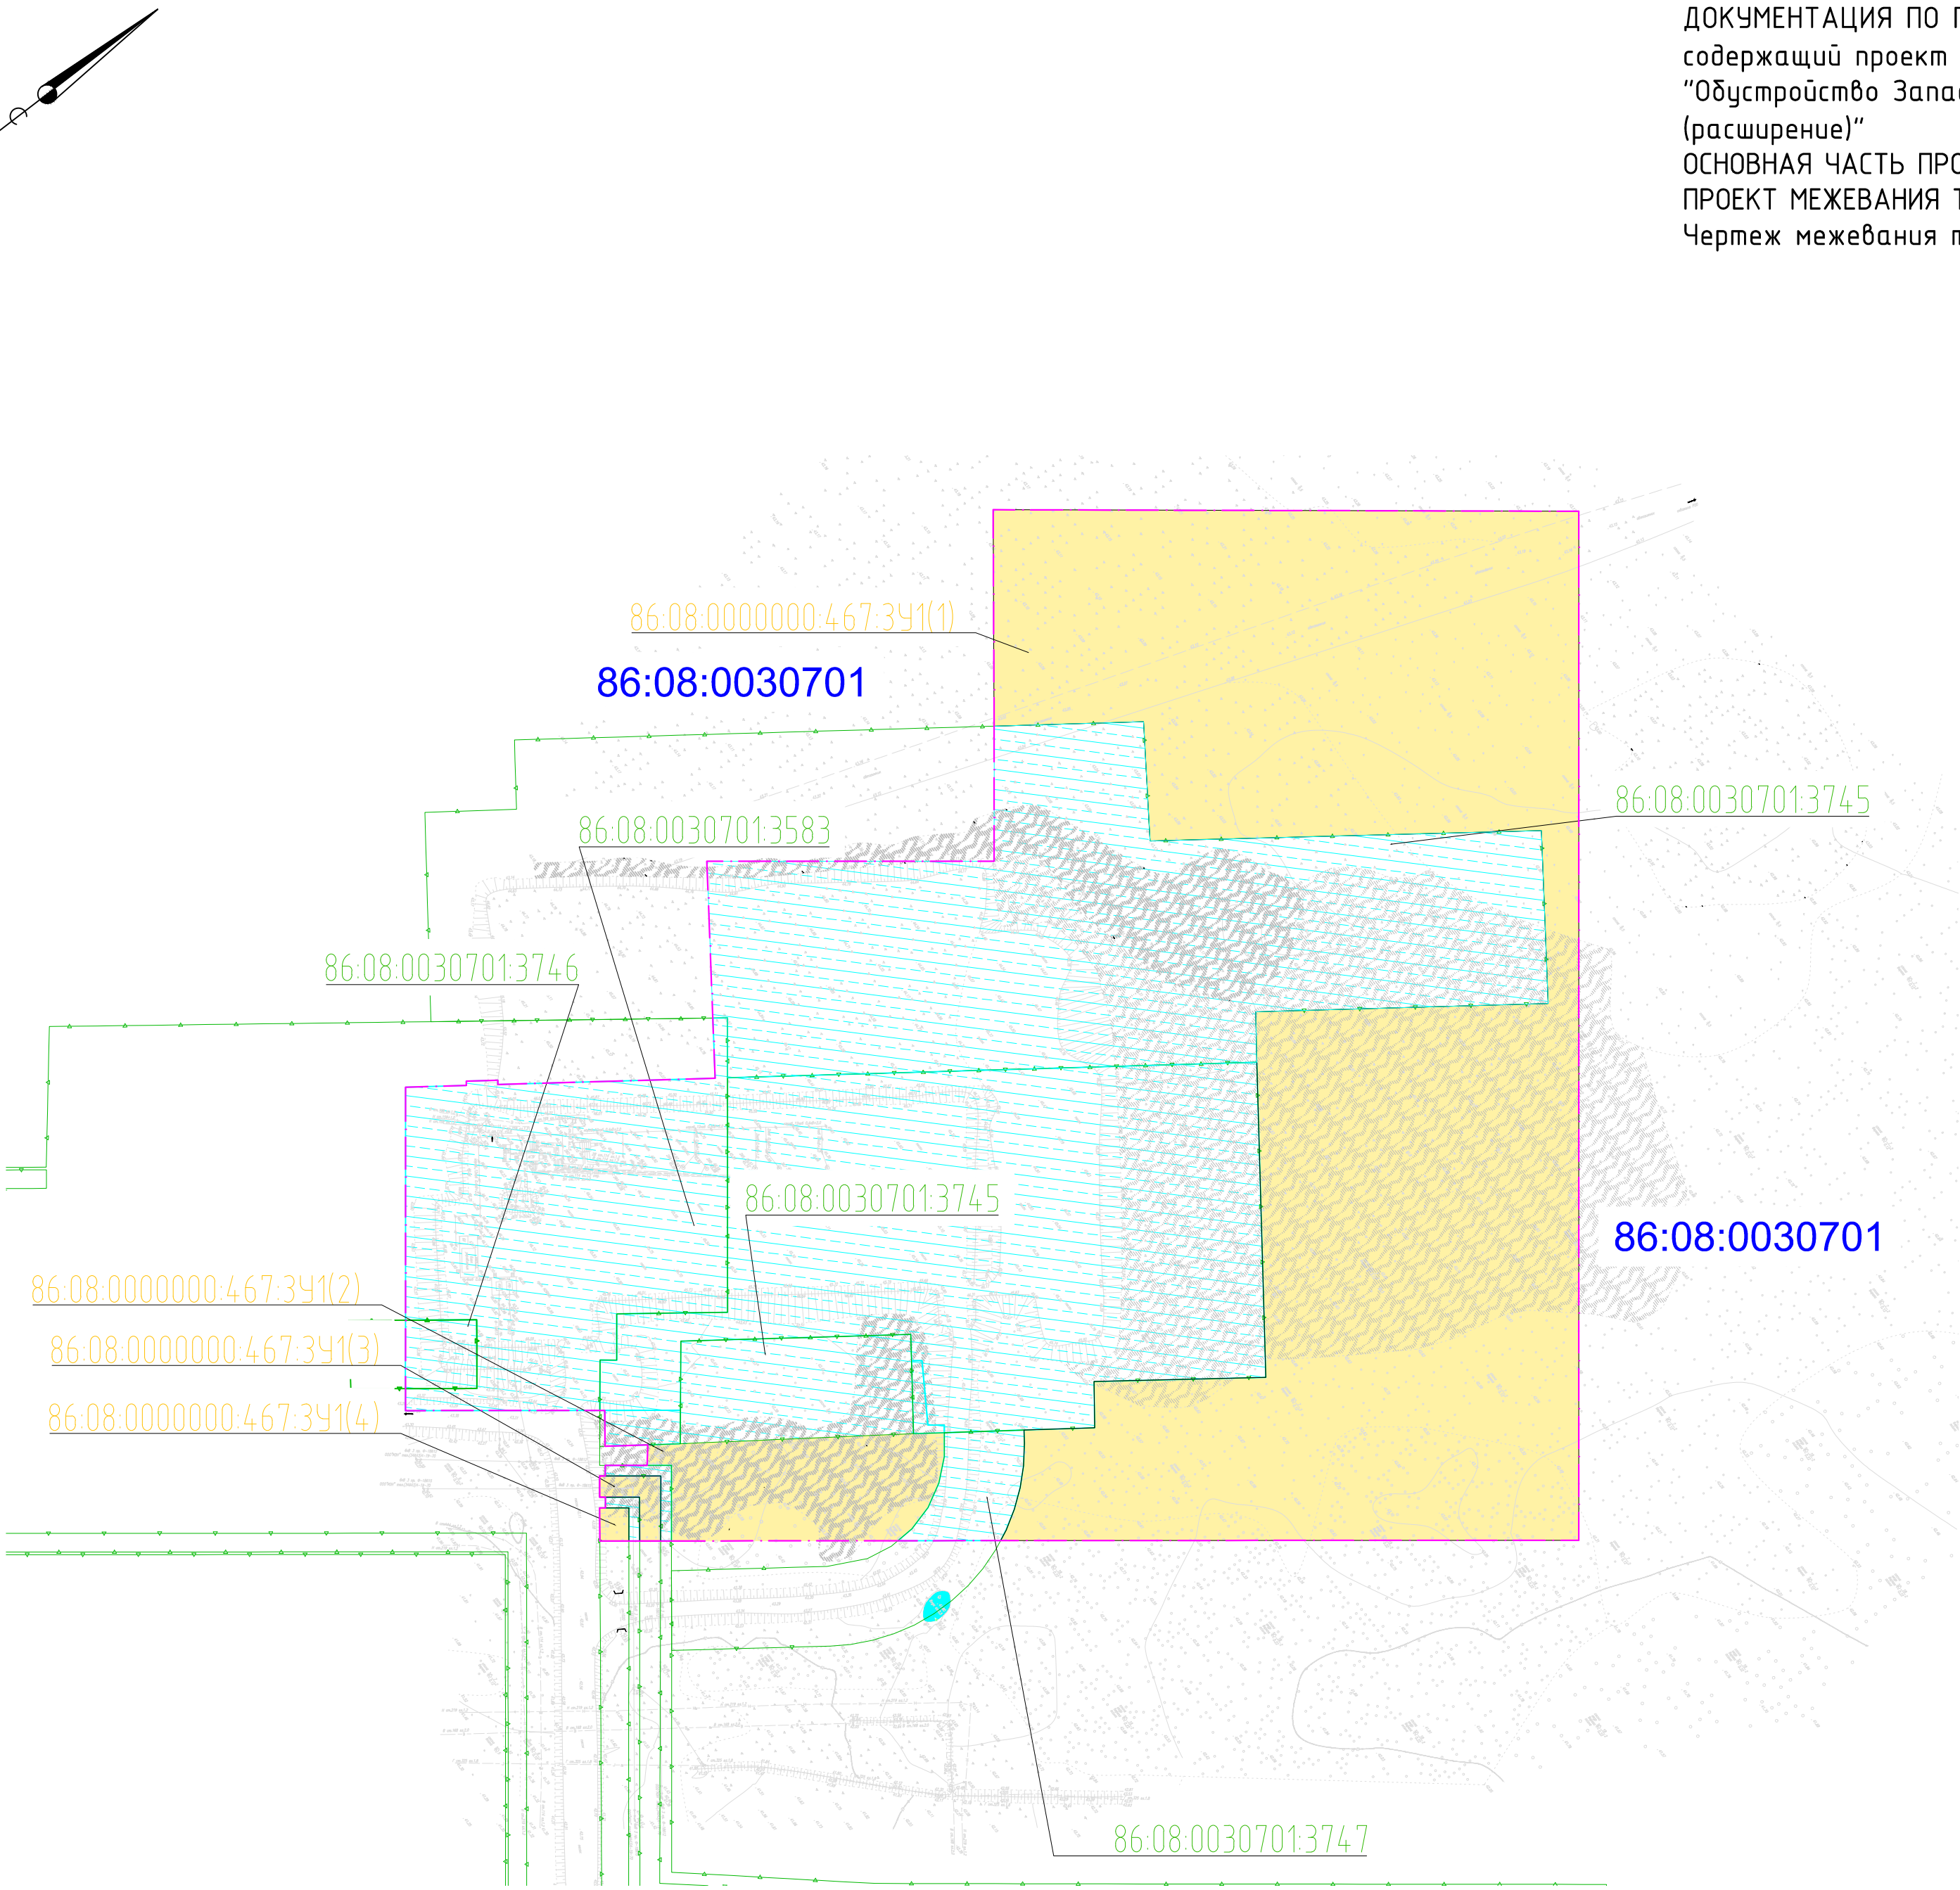 ДОКУМЕНТАЦИЯ ПО
содержащий проект
"Обустройство
(расширение)"
ОСНОВНАЯ ЧАСТЬ
ПРОЕКТ МЕЖЕВАНИЯ
Чертеж межевания
86:08:0000000:467:ЗУ1(1)
86:08:0030701
86:08:0030701:3745
86:08:0030701:3583
86:08:0030701:3746
86:08:0030701:3745
86:08:0030701
86:08:0000000:467:ЗУ1(2)
86:08:0000000:467:ЗУ1(3)
86:08:0000000:467:ЗУ1(4)
86:08:0030701:3747